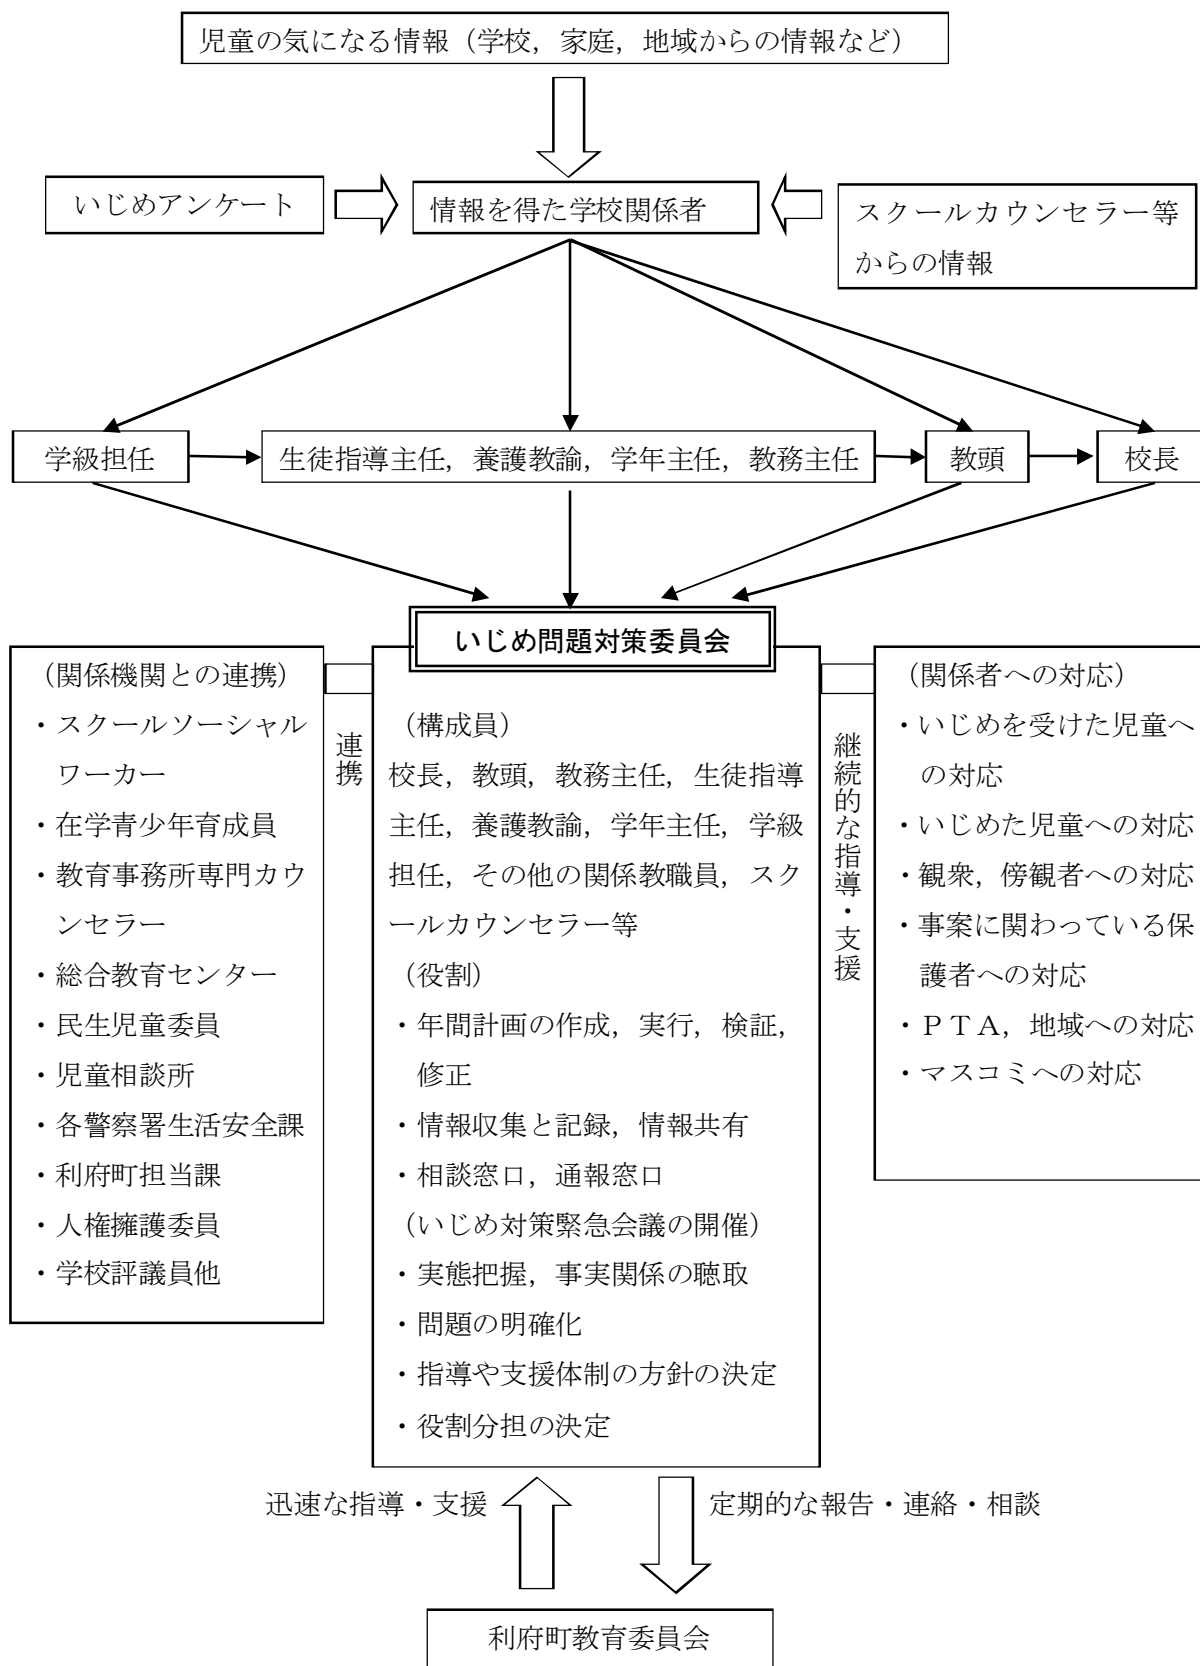 児童の気になる情報（学校，家庭，地域からの情報など）
いじめアンケート
情報を得た学校関係者
スクールカウンセラー等
からの情報
学級担任
生徒指導主任，養護教諭，学年主任，教務主任
教頭
校長
いじめ問題対策委員会
（関係機関との連携）
・スクールソーシャル
ワーカー
・在学青少年育成員
・教育事務所専門カウ
ンセラー
・総合教育センター
・民生児童委員
・児童相談所
・各警察署生活安全課
・利府町担当課
・人権擁護委員
・学校評議員他
連携
（構成員）
校長，教頭，教務主任，生徒指導
主任，養護教諭，学年主任，学級
担任，その他の関係教職員，スク
ールカウンセラー等
（役割）
・年間計画の作成，実行，検証，
修正
・情報収集と記録，情報共有
・相談窓口，通報窓口
（いじめ対策緊急会議の開催）
・実態把握，事実関係の聴取
・問題の明確化
・指導や支援体制の方針の決定
・役割分担の決定
継続的な指導・支援
（関係者への対応）
・いじめを受けた児童へ
の対応
・いじめた児童への対応
・観衆，傍観者への対応
・事案に関わっている保
護者への対応
・ＰＴＡ，地域への対応
・マスコミへの対応
迅速な指導・支援
定期的な報告・連絡・相談
利府町教育委員会